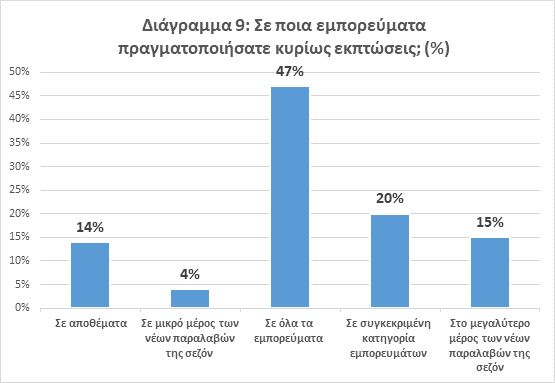 Διάγραμμα 9: Σε ποια εμπορεύματα
πραγματοποιήσατε κυρίως εκπτώσεις; (%)
50%
45%
40%
35%
30%
25%
20%
15%
10%
5%
0%
14%
4%
47%
20%
15%
Σε αποθέματα
Σε μικρό μέρος των
νέων παραλαβών
της σεζόν
Σε όλα τα
εμπορεύματα
Σε συγκεκριμένη
κατηγορία
εμπορευμάτων
Στο μεγαλύτερο
μέρος των νέων
παραλαβών της
σεζόν